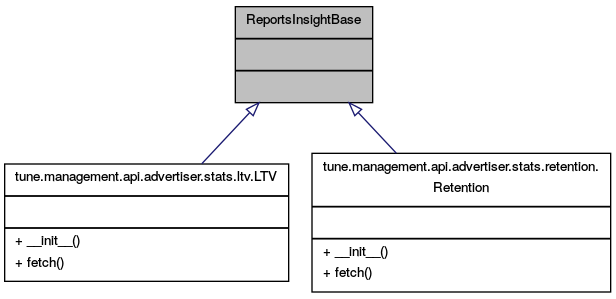 ReportsInsightBase
tune.management.api.advertiser.stats.ltv.LTV
+ __init__()
+ fetch()
tune.management.api.advertiser.stats.retention.
Retention
+ __init__()
+ fetch()